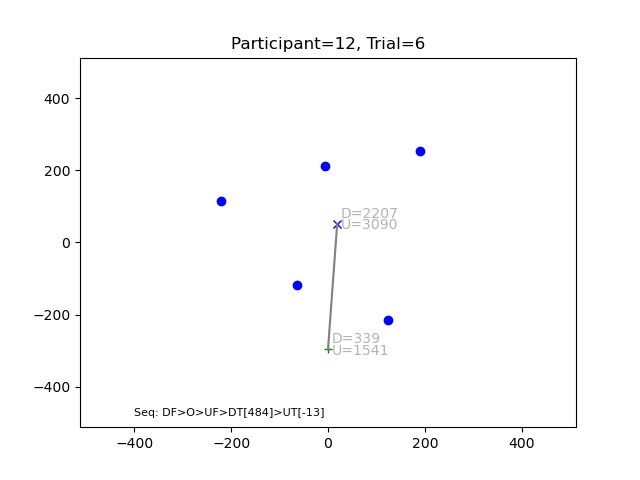 Participant=12, Trial=6
400
200
0
−200
−400
D=2207
U=3090
D=339
U=1541
Seq: DF>O>UF>DT[484]>UT[-13]
−400 −200 0 200 400